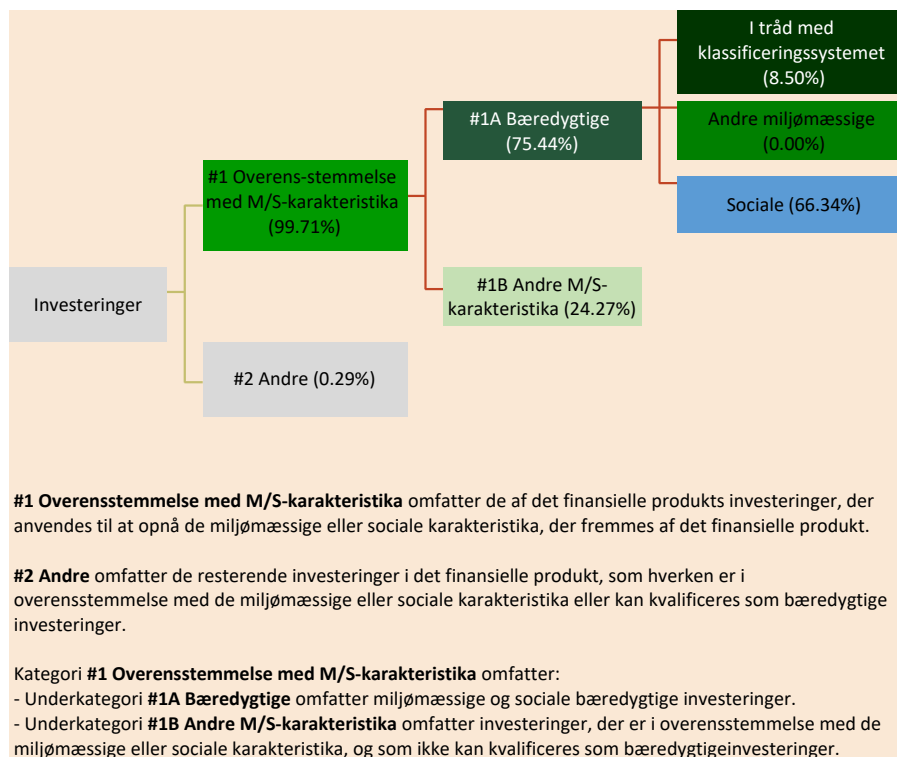 I tråd med
klassificeringssystemet
(8.50%)
#1A Bæredygtige
(75.44%)
Andre miljømæssige
(0.00%)
#1 Overens-stemmelse
med M/S-karakteristika
(99.71%)
Sociale (66.34%)
Investeringer
#1B Andre M/S-
karakteristika (24.27%)
#2 Andre (0.29%)
#1 Overensstemmelse med M/S-karakteristika omfatter de af det finansielle produkts investeringer, der
anvendes til at opnå de miljømæssige eller sociale karakteristika, der fremmes af det finansielle produkt.
#2 Andre omfatter de resterende investeringer i det finansielle produkt, som hverken er i
overensstemmelse med de miljømæssige eller sociale karakteristika eller kan kvalificeres som bæredygtige
investeringer.
Kategori #1 Overensstemmelse med M/S-karakteristika omfatter:
- Underkategori #1A Bæredygtige omfatter miljømæssige og sociale bæredygtige investeringer.
- Underkategori #1B Andre M/S-karakteristika omfatter investeringer, der er i overensstemmelse med de
miljømæssige eller sociale karakteristika, og som ikke kan kvalificeres som bæredygtigeinvesteringer.